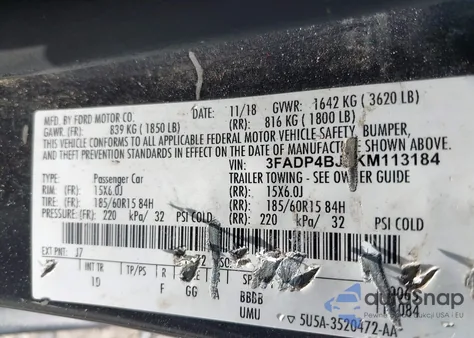 MFD. BY FORD MOTOR CO.
DATE: 11/18 GVWR: 1642 KG (3620 LB)
GAWR: (FR): 839 KG (1850 LB) (RR): 816 KG (1800 LB)
THIS VEHICLE CONFORMS TO ALL APPLICABLE FEDERAL MOTOR VEHICLE SAFETY, BUMPER,
AND THEFT PREVENTION STANDARDS IN EFFECT ON THE DATE OF MANUFACTURE
VIN: 3FADP4BJ KM113184
TYPE: Passenger Car TRAILER TOWING - SEE OWNER GUIDE
RIM: (FR) 15X6.0J (RR): 15X6.0J
TIRE: (FR) 185/60R15 84H (RR): 185/60R15 84H
PRESSURE: (FR) 220 kPa/ 32 PSI COLD (RR): 220 kPa/ 32 PSI COLD
EXT PNT: J7
INT TR TP/PS R
1D F GG BBBB
UMU
5U5A-3520472-AA
autosnap
Pojazdy sprowadzane z USA i EU